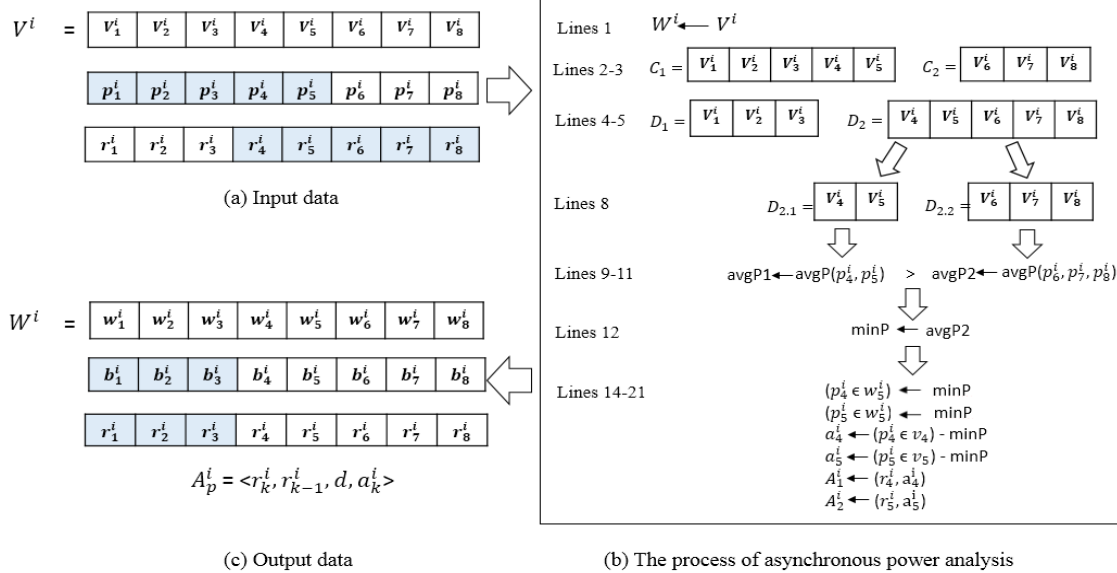 V^i = V_1^i V_2^i V_3^i V_4^i V_5^i V_6^i V_7^i V_8^i
p_1^i p_2^i p_3^i p_4^i p_5^i p_6^i p_7^i p_8^i
r_1^i r_2^i r_3^i r_4^i r_5^i r_6^i r_7^i r_8^i
(a) Input data
Lines 1 W^i ← V^i
Lines 2-3 C_1 = V_1^i V_2^i V_3^i V_4^i V_5^i C_2 = V_6^i V_7^i V_8^i
Lines 4-5 D_1 = V_1^i V_2^i V_3^i D_2 = V_4^i V_5^i V_6^i V_7^i V_8^i
Lines 8 D_{2.1} = V_4^i V_5^i D_{2.2} = V_6^i V_7^i V_8^i
Lines 9-11 avgP1 ← avgP(p_4^i, p_5^i) > avgP2 ← avgP(p_6^i, p_7^i, p_8^i)
Lines 12 minP ← avgP2
Lines 14-21
(p_4^i ϵ w_5^i) ← minP
(p_5^i ϵ w_5^i) ← minP
a_4^i ← (p_4^i ϵ v_4) - minP
a_5^i ← (p_5^i ϵ v_5) - minP
A_1^i ← (r_4^i, a_4^i)
A_2^i ← (r_5^i, a_5^i)
(b) The process of asynchronous power analysis
W^i = w_1^i w_2^i w_3^i w_4^i w_5^i w_6^i w_7^i w_8^i
b_1^i b_2^i b_3^i b_4^i b_5^i b_6^i b_7^i b_8^i
r_1^i r_2^i r_3^i r_4^i r_5^i r_6^i r_7^i r_8^i
A_p^i = <r_k^i, r_{k-1}^i, d, a_k^i>
(c) Output data